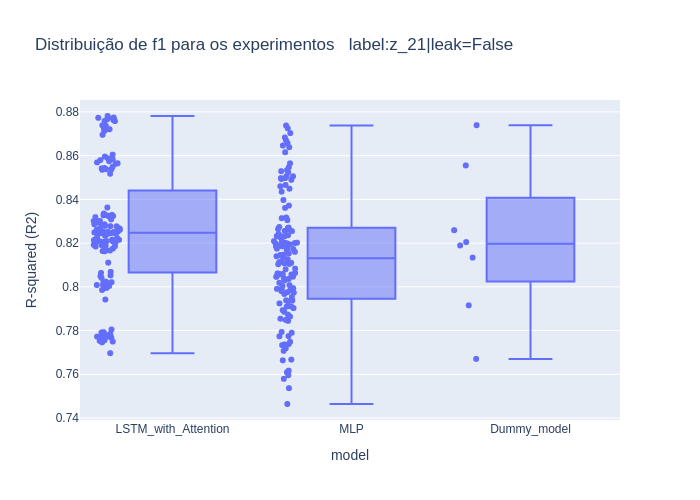 Distribuição de f1 para os experimentos   label:z_21|leak=False
0.88
0.86
0.84
0.82
0.8
0.78
0.76
0.74
R-squared (R2)
LSTM_with_Attention
MLP
Dummy_model
model